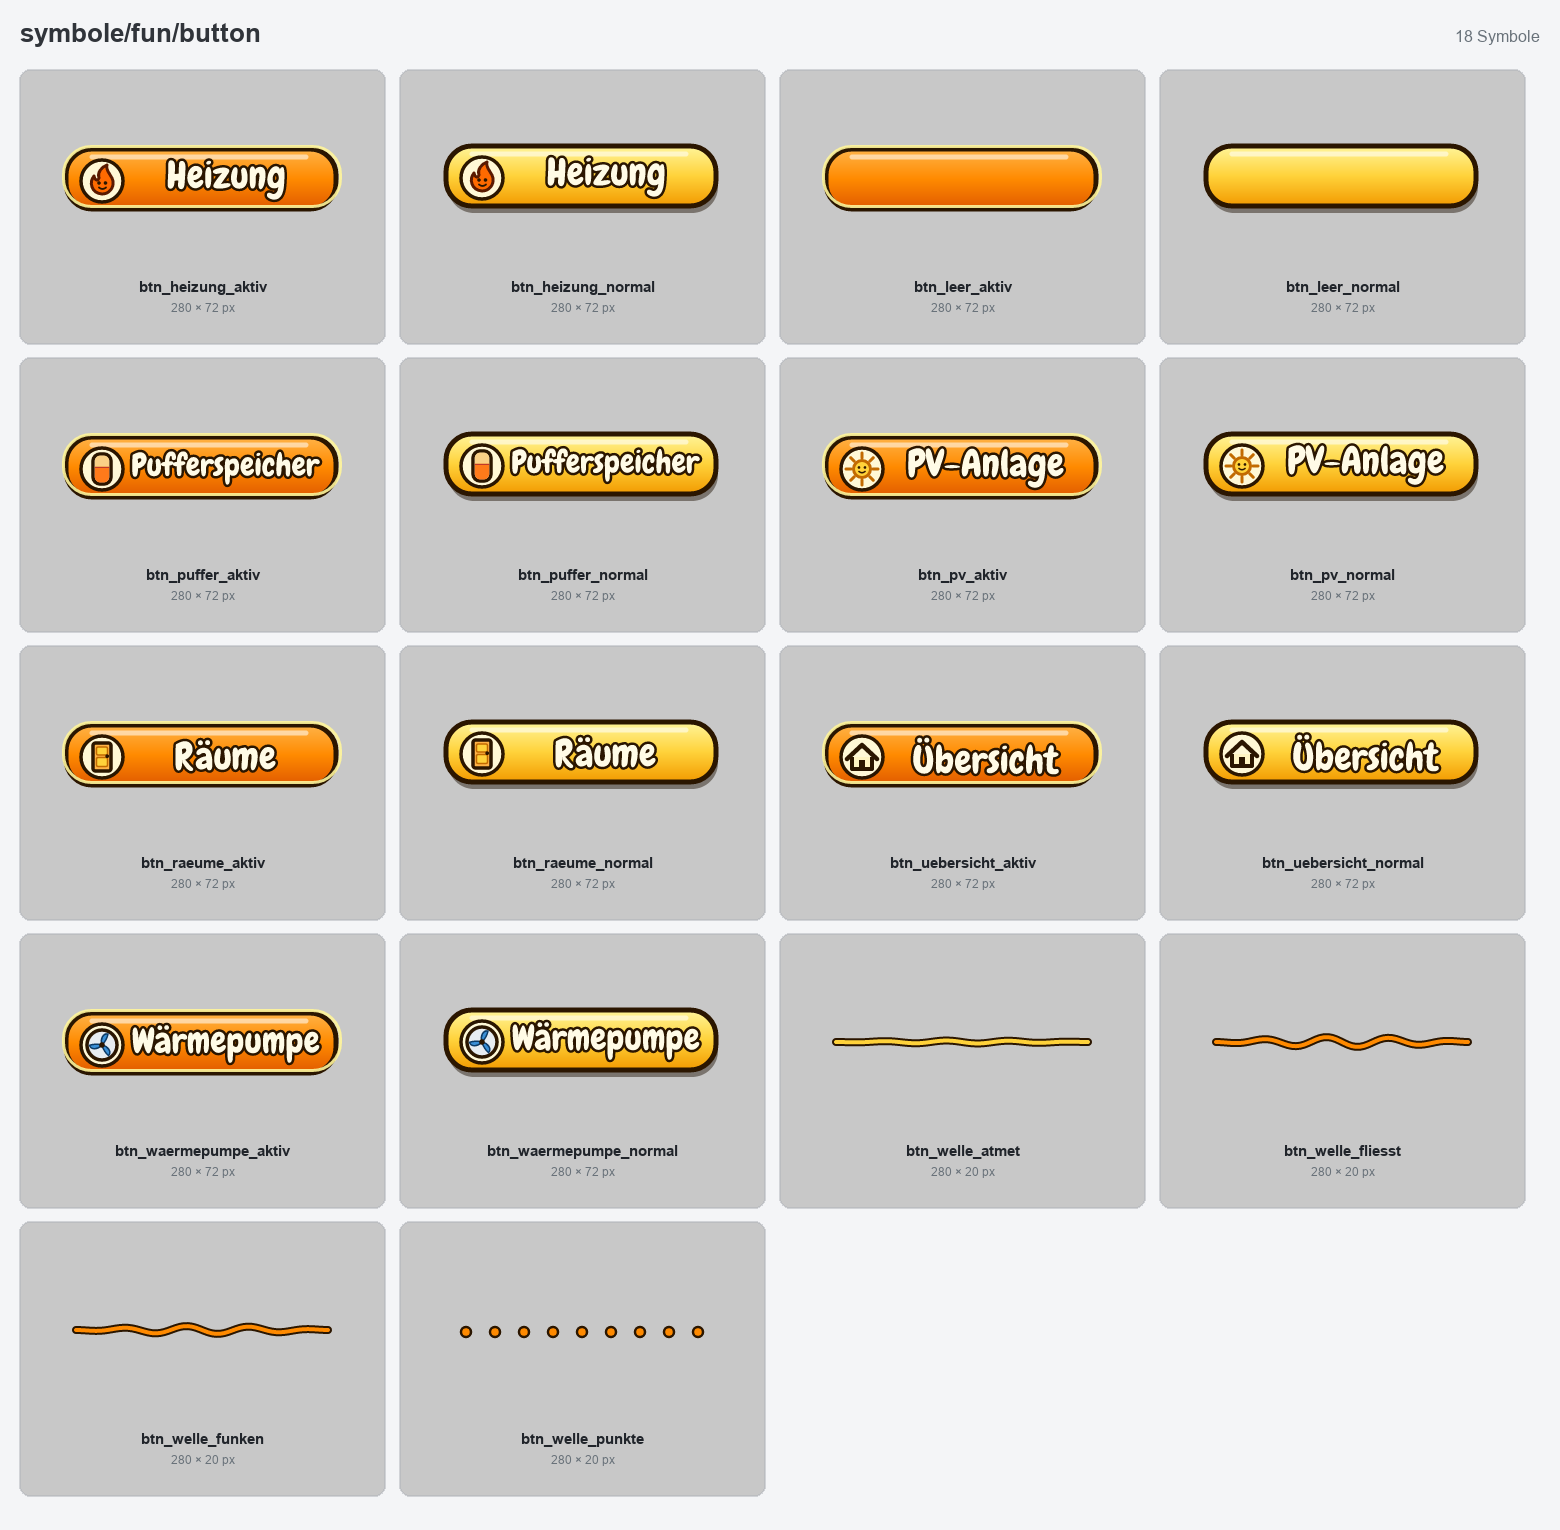 symbole/fun/button
18 Symbole
Heizung
Heizung
btn_heizung_aktiv
btn_heizung_normal
btn_leer_aktiv
btn_leer_normal
280 × 72 px
280 × 72 px
280 × 72 px
280 × 72 px
Pufferspeicher
Pufferspeicher
PV-Anlage
PV-Anlage
btn_puffer_aktiv
btn_puffer_normal
btn_pv_aktiv
btn_pv_normal
280 × 72 px
280 × 72 px
280 × 72 px
280 × 72 px
Räume
Räume
Übersicht
Übersicht
btn_raeume_aktiv
btn_raeume_normal
btn_uebersicht_aktiv
btn_uebersicht_normal
280 × 72 px
280 × 72 px
280 × 72 px
280 × 72 px
Wärmepumpe
Wärmepumpe
btn_waermepumpe_aktiv
btn_waermepumpe_normal
btn_welle_atmet
btn_welle_fliesst
280 × 72 px
280 × 72 px
280 × 20 px
280 × 20 px
btn_welle_funken
btn_welle_punkte
280 × 20 px
280 × 20 px